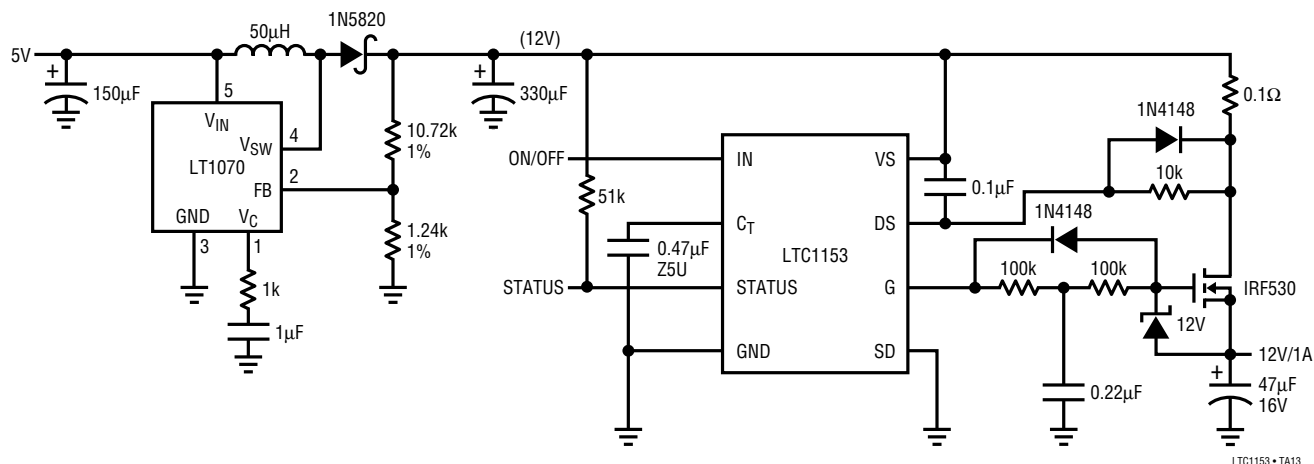 5V
+
150µF
50µH
1N5820
(12V)
5
VIN
VSW
4
LT1070
FB
2
GND
VC
3
1
1k
1µF
10.72k
1%
1.24k
1%
+
330µF
ON/OFF
51k
0.47µF
Z5U
STATUS
IN
VS
CT
DS
LTC1153
STATUS
G
GND
SD
0.1µF
1N4148
10k
0.1Ω
1N4148
100k
100k
0.22µF
12V
IRF530
12V/1A
+
47µF
16V
LTC1153 • TA13